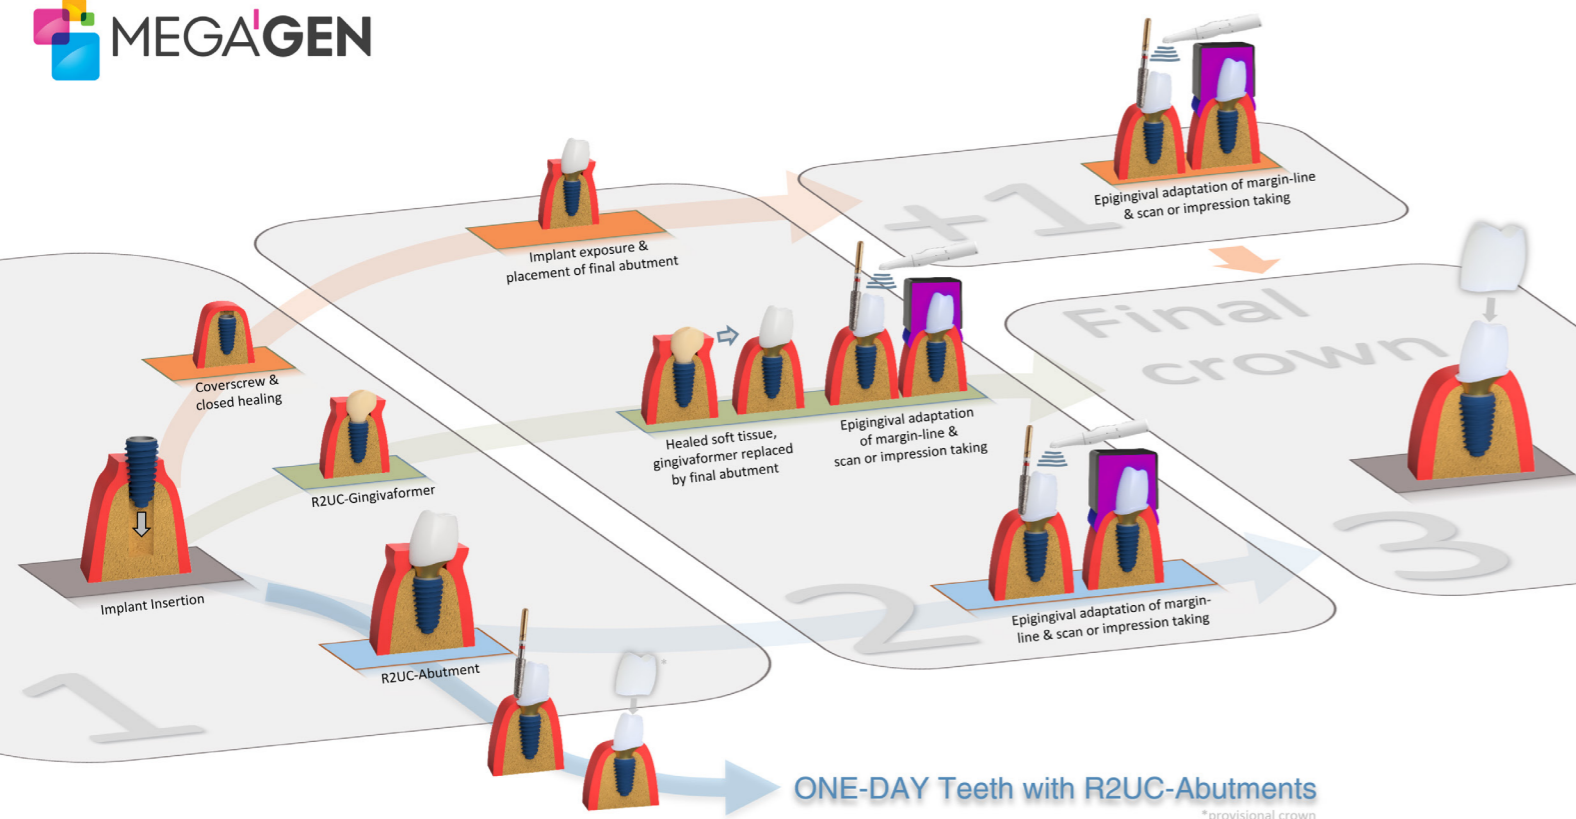 MEGA'GEN
Epigingival adaptation of margin-line
& scan or impression taking
+1
Implant exposure &
placement of final abutment
Final
crown
Coverscrew &
closed healing
Healed soft tissue,
gingivaformer replaced
by final abutment
Epigingival adaptation
of margin-line &
scan or impression taking
R2UC-Gingivaformer
3
Implant Insertion
2
Epigingival adaptation of margin-
line & scan or impression taking
R2UC-Abutment
*
1
ONE-DAY Teeth with R2UC-Abutments
*provisional crown